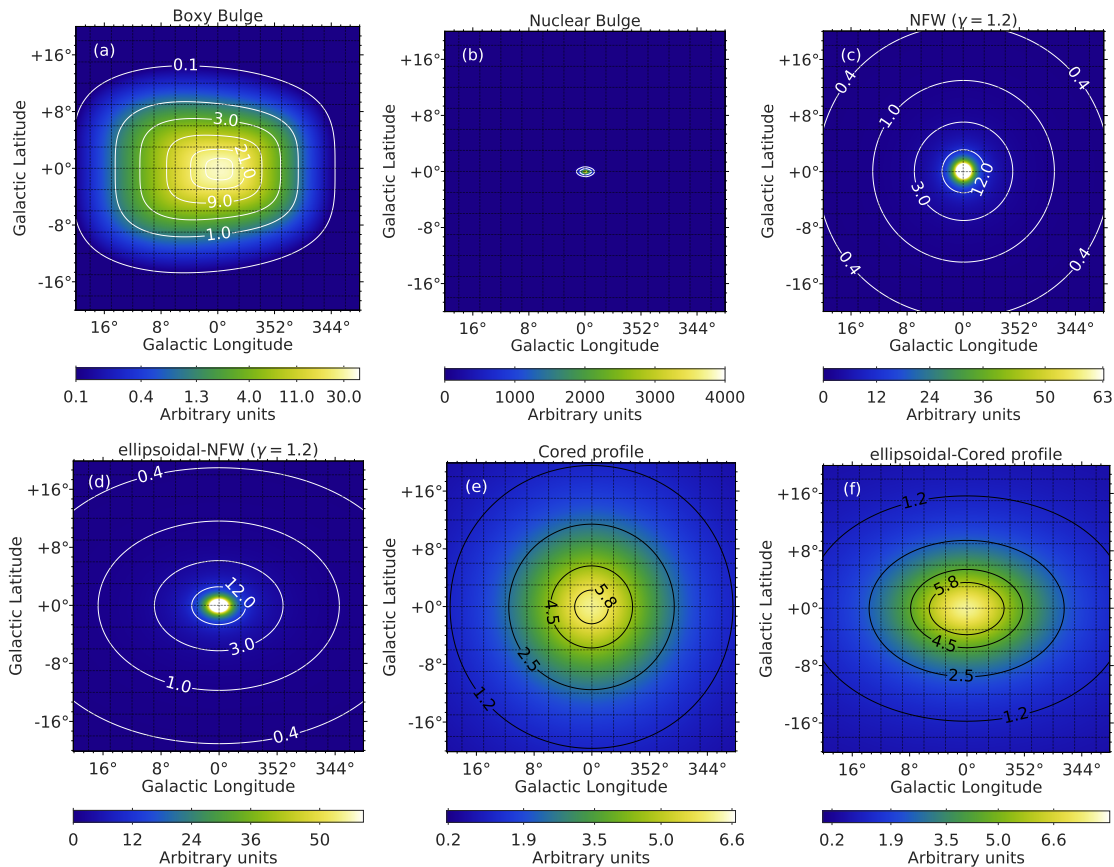 Boxy Bulge
(a)
0.1
3.0
21.0
9.0
1.0
+16°
+8°
+0°
-8°
-16°
Galactic Latitude
16° 8° 0° 352° 344°
Galactic Longitude
0.1 0.4 1.3 4.0 11.0 30.0
Arbitrary units
Nuclear Bulge
(b)
+16°
+8°
+0°
-8°
-16°
Galactic Latitude
16° 8° 0° 352° 344°
Galactic Longitude
0 1000 2000 3000 4000
Arbitrary units
NFW (γ = 1.2)
(c)
0.4
0.4
1.0
3.0
12.0
0.4
0.4
+16°
+8°
+0°
-8°
-16°
Galactic Latitude
16° 8° 0° 352° 344°
Galactic Longitude
0 12 24 36 50 63
Arbitrary units
ellipsoidal-NFW (γ = 1.2)
(d)
0.4
12.0
3.0
1.0
0.4
+16°
+8°
+0°
-8°
-16°
Galactic Latitude
16° 8° 0° 352° 344°
Galactic Longitude
0 12 24 36 50
Arbitrary units
Cored profile
(e)
5.8
4.5
2.5
1.2
+16°
+8°
+0°
-8°
-16°
Galactic Latitude
16° 8° 0° 352° 344°
Galactic Longitude
0.2 1.9 3.5 5.0 6.6
Arbitrary units
ellipsoidal-Cored profile
(f)
1.2
5.8
4.5
2.5
1.2
+16°
+8°
+0°
-8°
-16°
Galactic Latitude
16° 8° 0° 352° 344°
Galactic Longitude
0.2 1.9 3.5 5.0 6.6
Arbitrary units